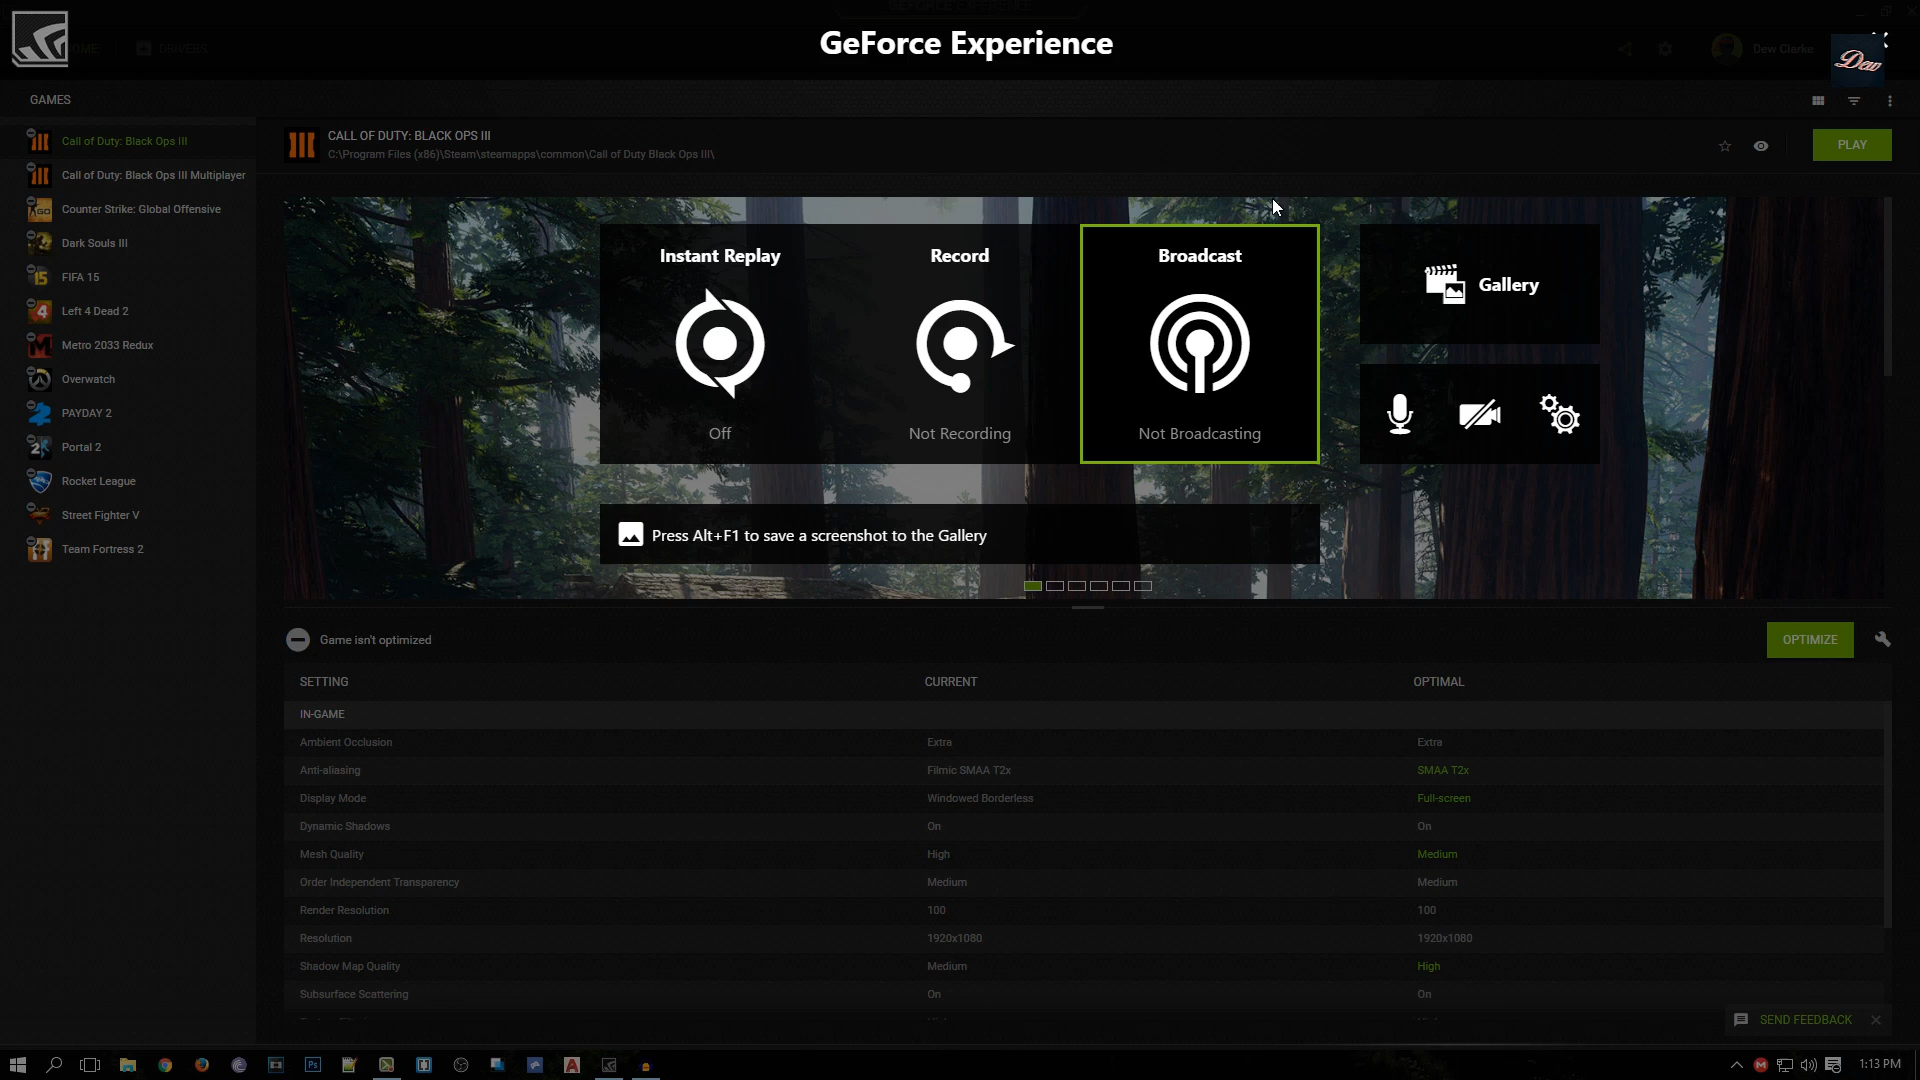 GEFORCE EXPERIENCE
GeForce Experience
HOME
DRIVERS
Dew Clarke
Dew
GAMES
Call of Duty: Black Ops III
Call of Duty: Black Ops III Multiplayer
Counter Strike: Global Offensive
Dark Souls III
FIFA 15
Left 4 Dead 2
Metro 2033 Redux
Overwatch
PAYDAY 2
Portal 2
Rocket League
Street Fighter V
Team Fortress 2
CALL OF DUTY: BLACK OPS III
C:\Program Files (x86)\Steam\steamapps\common\Call of Duty Black Ops III\
PLAY
Instant Replay
Off
Record
Not Recording
Broadcast
Not Broadcasting
Gallery
Press Alt+F1 to save a screenshot to the Gallery
Game isn't optimized
OPTIMIZE
SETTING CURRENT OPTIMAL
IN-GAME
Ambient Occlusion Extra Extra
Anti-aliasing Filmic SMAA T2x SMAA T2x
Display Mode Windowed Borderless Full-screen
Dynamic Shadows On On
Mesh Quality High Medium
Order Independent Transparency Medium Medium
Render Resolution 100 100
Resolution 1920x1080 1920x1080
Shadow Map Quality Medium High
Subsurface Scattering On On
SEND FEEDBACK
1:13 PM